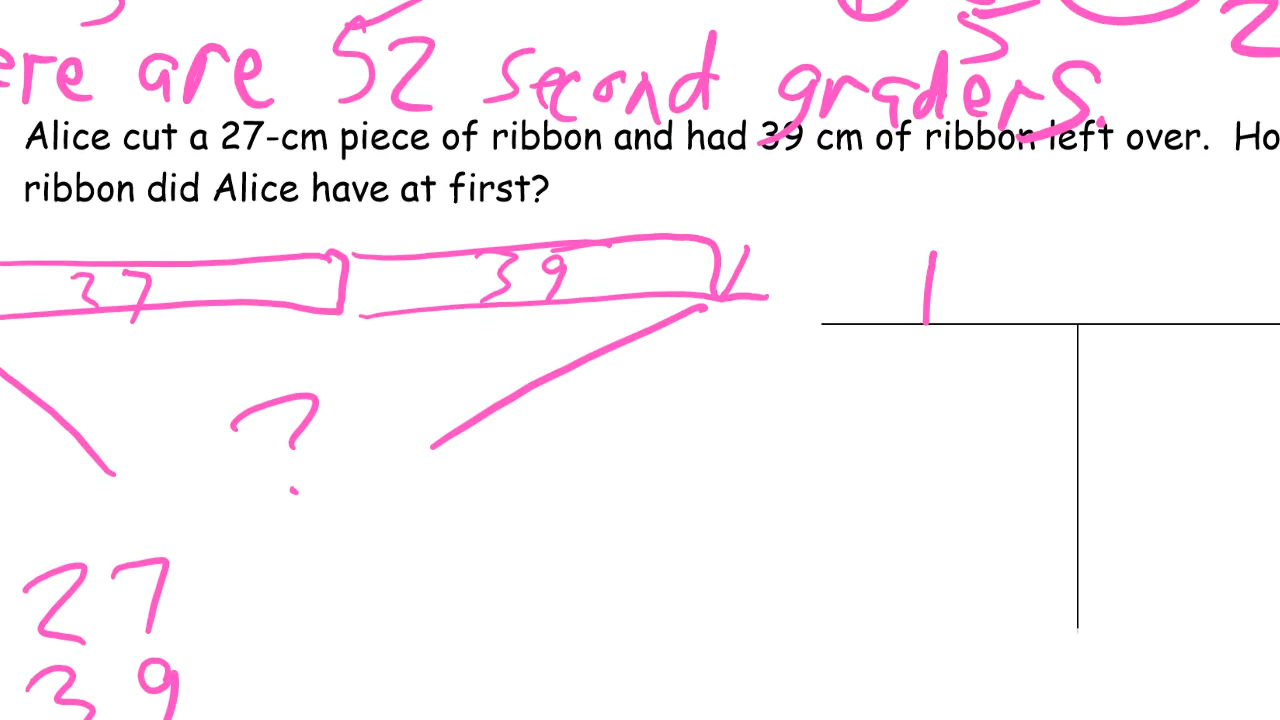 ere are 52 second graders.
Alice cut a 27-cm piece of ribbon and had 39 cm of ribbon left over. Ho
ribbon did Alice have at first?
27 39
1
?
27
39